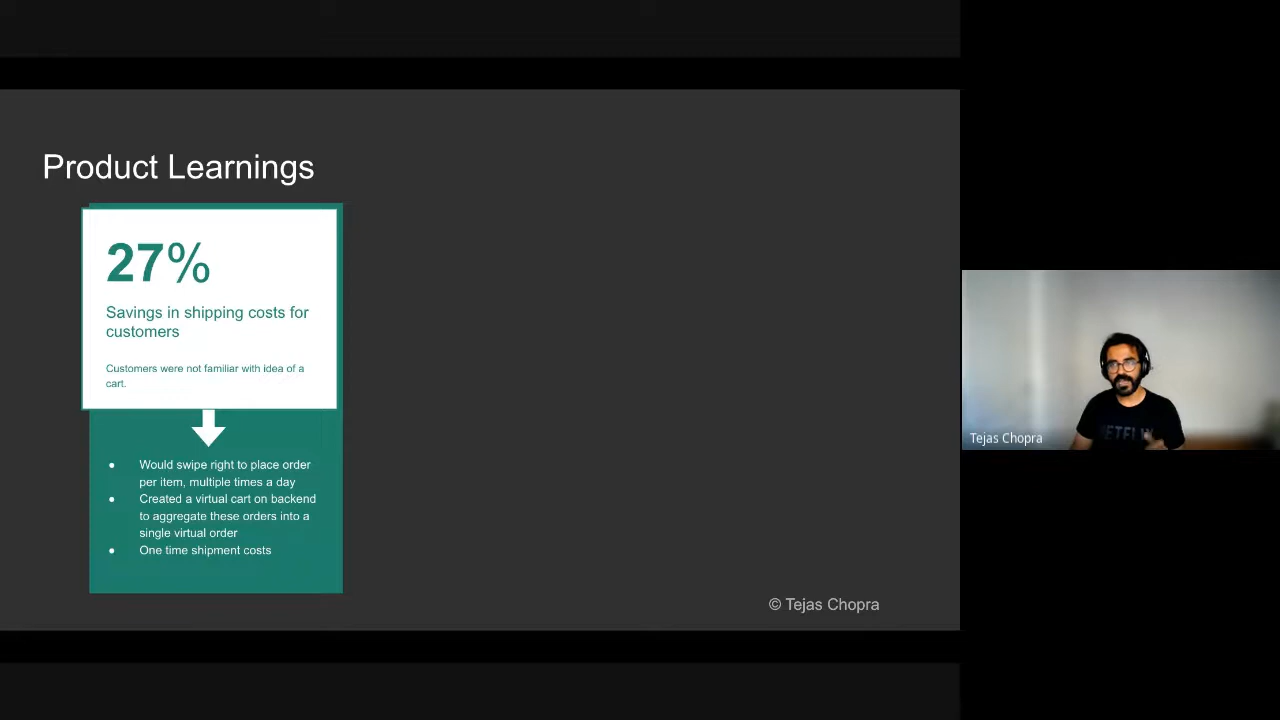 Product Learnings
27%
Savings in shipping costs for
customers
Customers were not familiar with idea of a
cart.
● Would swipe right to place order
per item, multiple times a day
● Created a virtual cart on backend
to aggregate these orders into a
single virtual order
● One time shipment costs
© Tejas Chopra
NETFLIX
Tejas Chopra